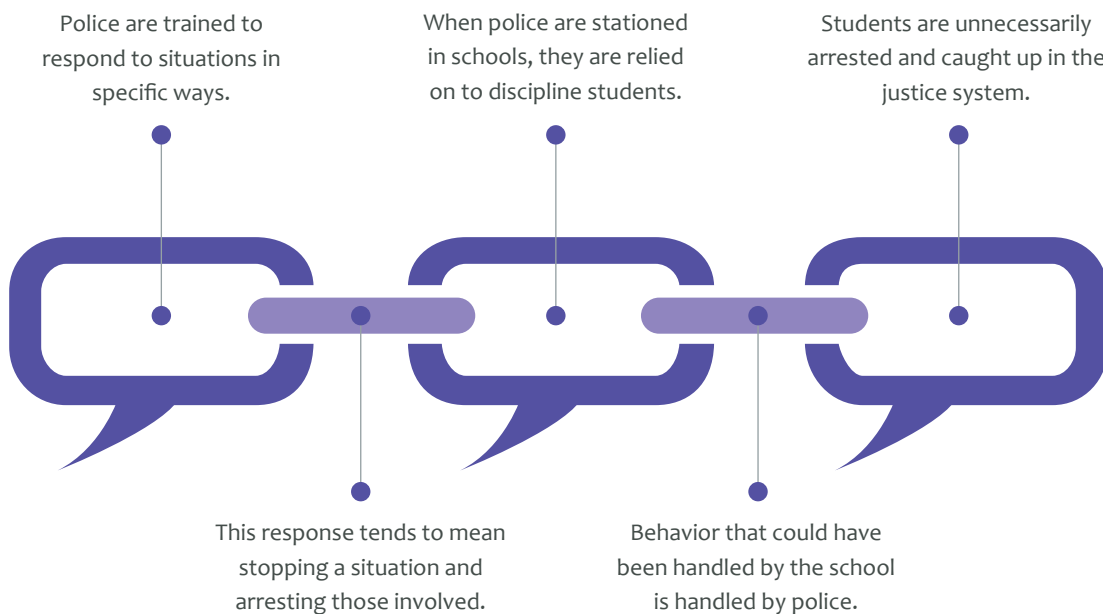 Police are trained to
respond to situations in
specific ways.
This response tends to mean
stopping a situation and
arresting those involved.
When police are stationed
in schools, they are relied
on to discipline students.
Behavior that could have
been handled by the school
is handled by police.
Students are unnecessarily
arrested and caught up in the
justice system.